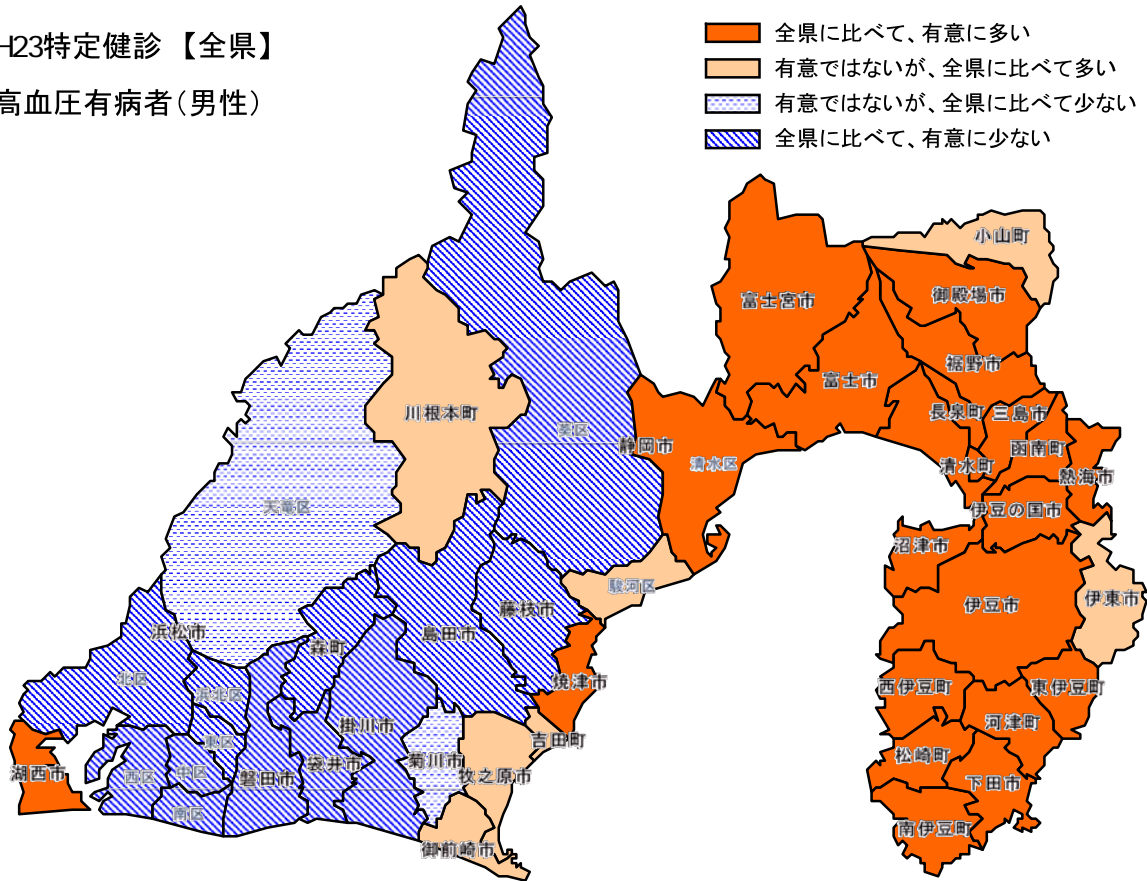 H23特定健診 【全県】
高血圧有病者(男性)
全県に比べて、有意に多い
有意ではないが、全県に比べて多い
有意ではないが、全県に比べて少ない
全県に比べて、有意に少ない
小山町
御殿場市
富士宮市
裾野市
富士市
長泉町
三島市
川根本町
葵区
静岡市
函南町
清水区
清水町
熱海市
天竜区
伊豆の国市
沼津市
駿河区
伊東市
藤枝市
伊豆市
浜松市
島田市
森町
北区
焼津市
西伊豆町
東伊豆町
浜北区
掛川市
河津町
東区
吉田町
湖西市
西区
中区
磐田市
袋井市
菊川市
牧之原市
松崎町
下田市
南区
御前崎市
南伊豆町